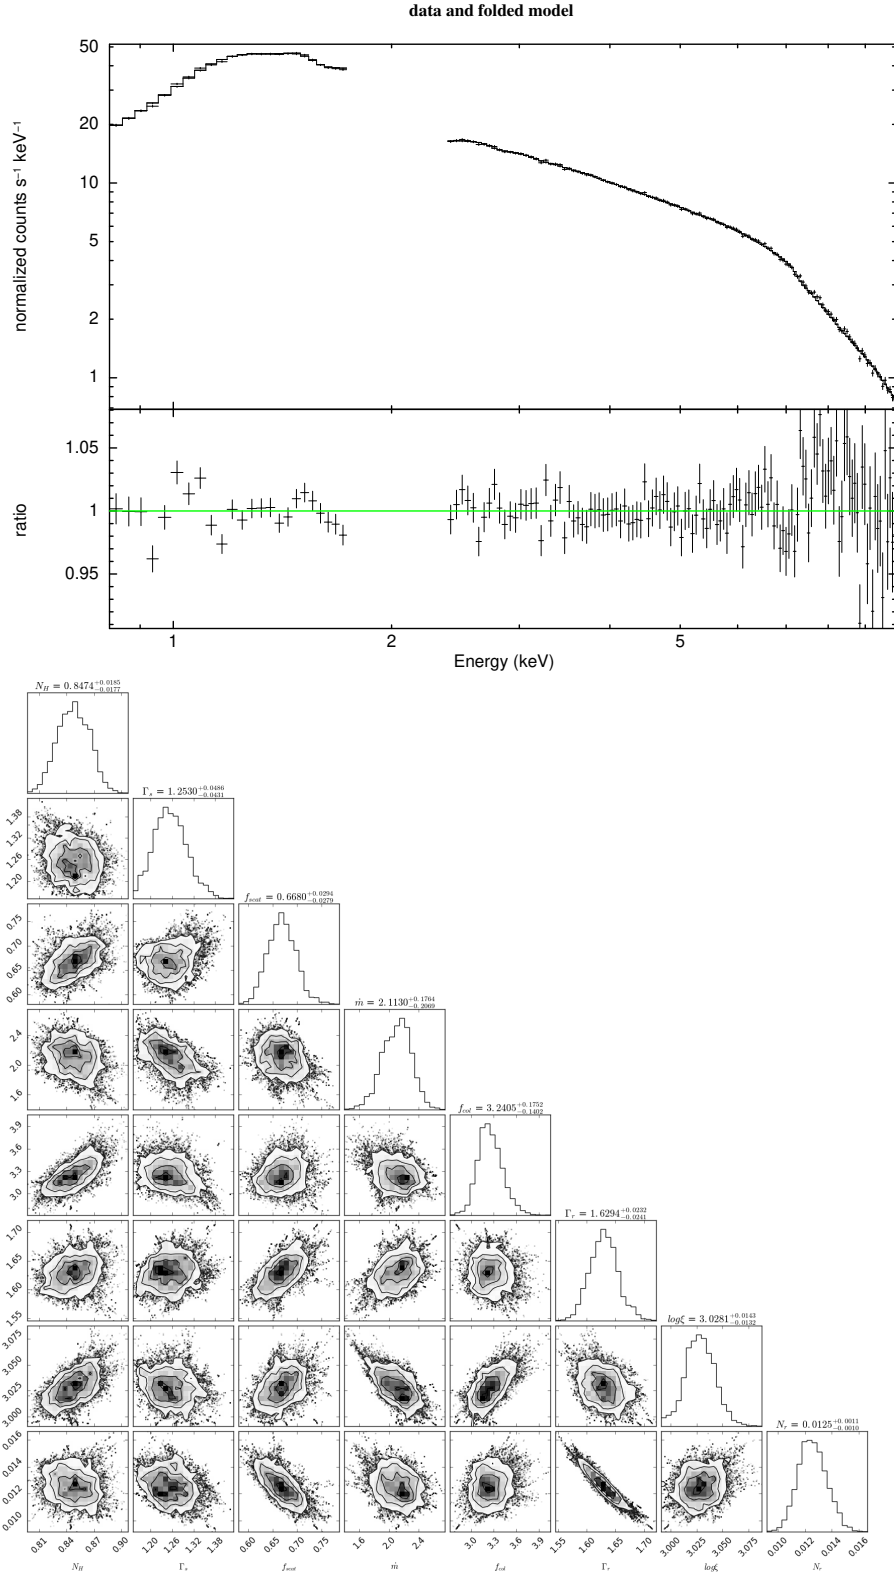 data and folded model
50
20
10
5
2
1
normalized counts s⁻¹ keV⁻¹
1.05
1
0.95
ratio
1 2 5
Energy (keV)
N_H = 0.8474^{+0.0185}_{-0.0177}
Γ_s = 1.2530^{+0.0486}_{-0.0431}
1.38
1.32
1.26
1.20
f_scat = 0.6680^{+0.0294}_{-0.0279}
0.75
0.70
0.65
0.60
ṁ = 2.1130^{+0.1764}_{-0.2069}
2.4
2.0
1.6
f_col = 3.2405^{+0.1752}_{-0.1402}
3.9
3.6
3.3
3.0
Γ_r = 1.6294^{+0.0232}_{-0.0241}
1.70
1.65
1.60
1.55
logξ = 3.0281^{+0.0143}_{-0.0132}
3.075
3.050
3.025
3.000
N_r = 0.0125^{+0.0011}_{-0.0010}
0.016
0.014
0.012
0.010
0.81 0.84 0.87 0.90 1.20 1.26 1.32 1.38 0.60 0.65 0.70 0.75 1.6 2.0 2.4 3.0 3.3 3.6 3.9 1.55 1.60 1.65 1.70 3.000 3.025 3.050 3.075 0.010 0.012 0.014 0.016
N_H Γ_s f_scat ṁ f_col Γ_r logξ N_r